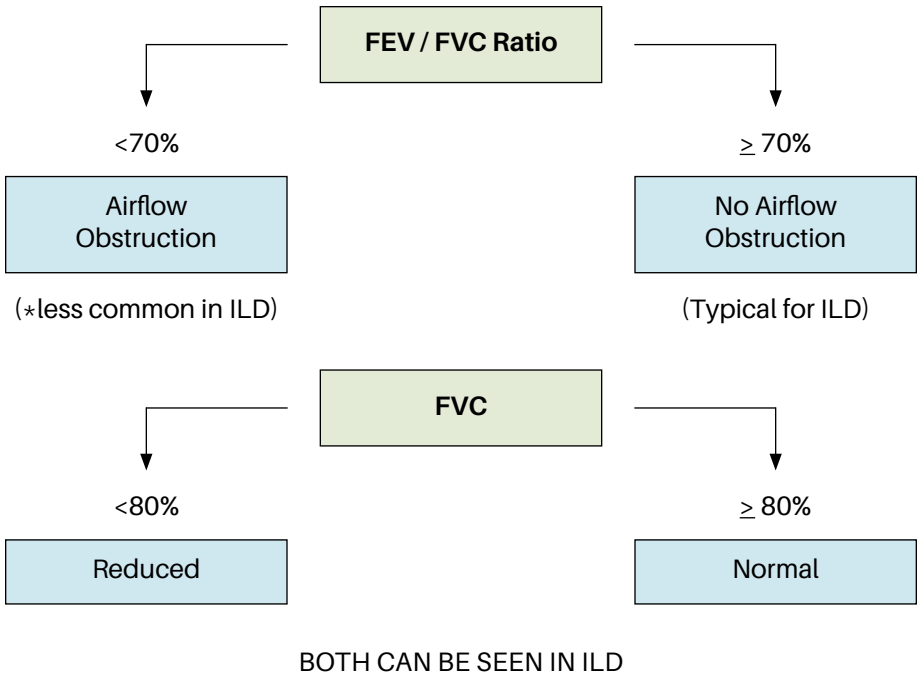 FEV / FVC Ratio
<70%
≥ 70%
Airflow
Obstruction
No Airflow
Obstruction
(*less common in ILD)
(Typical for ILD)
FVC
<80%
≥ 80%
Reduced
Normal
BOTH CAN BE SEEN IN ILD